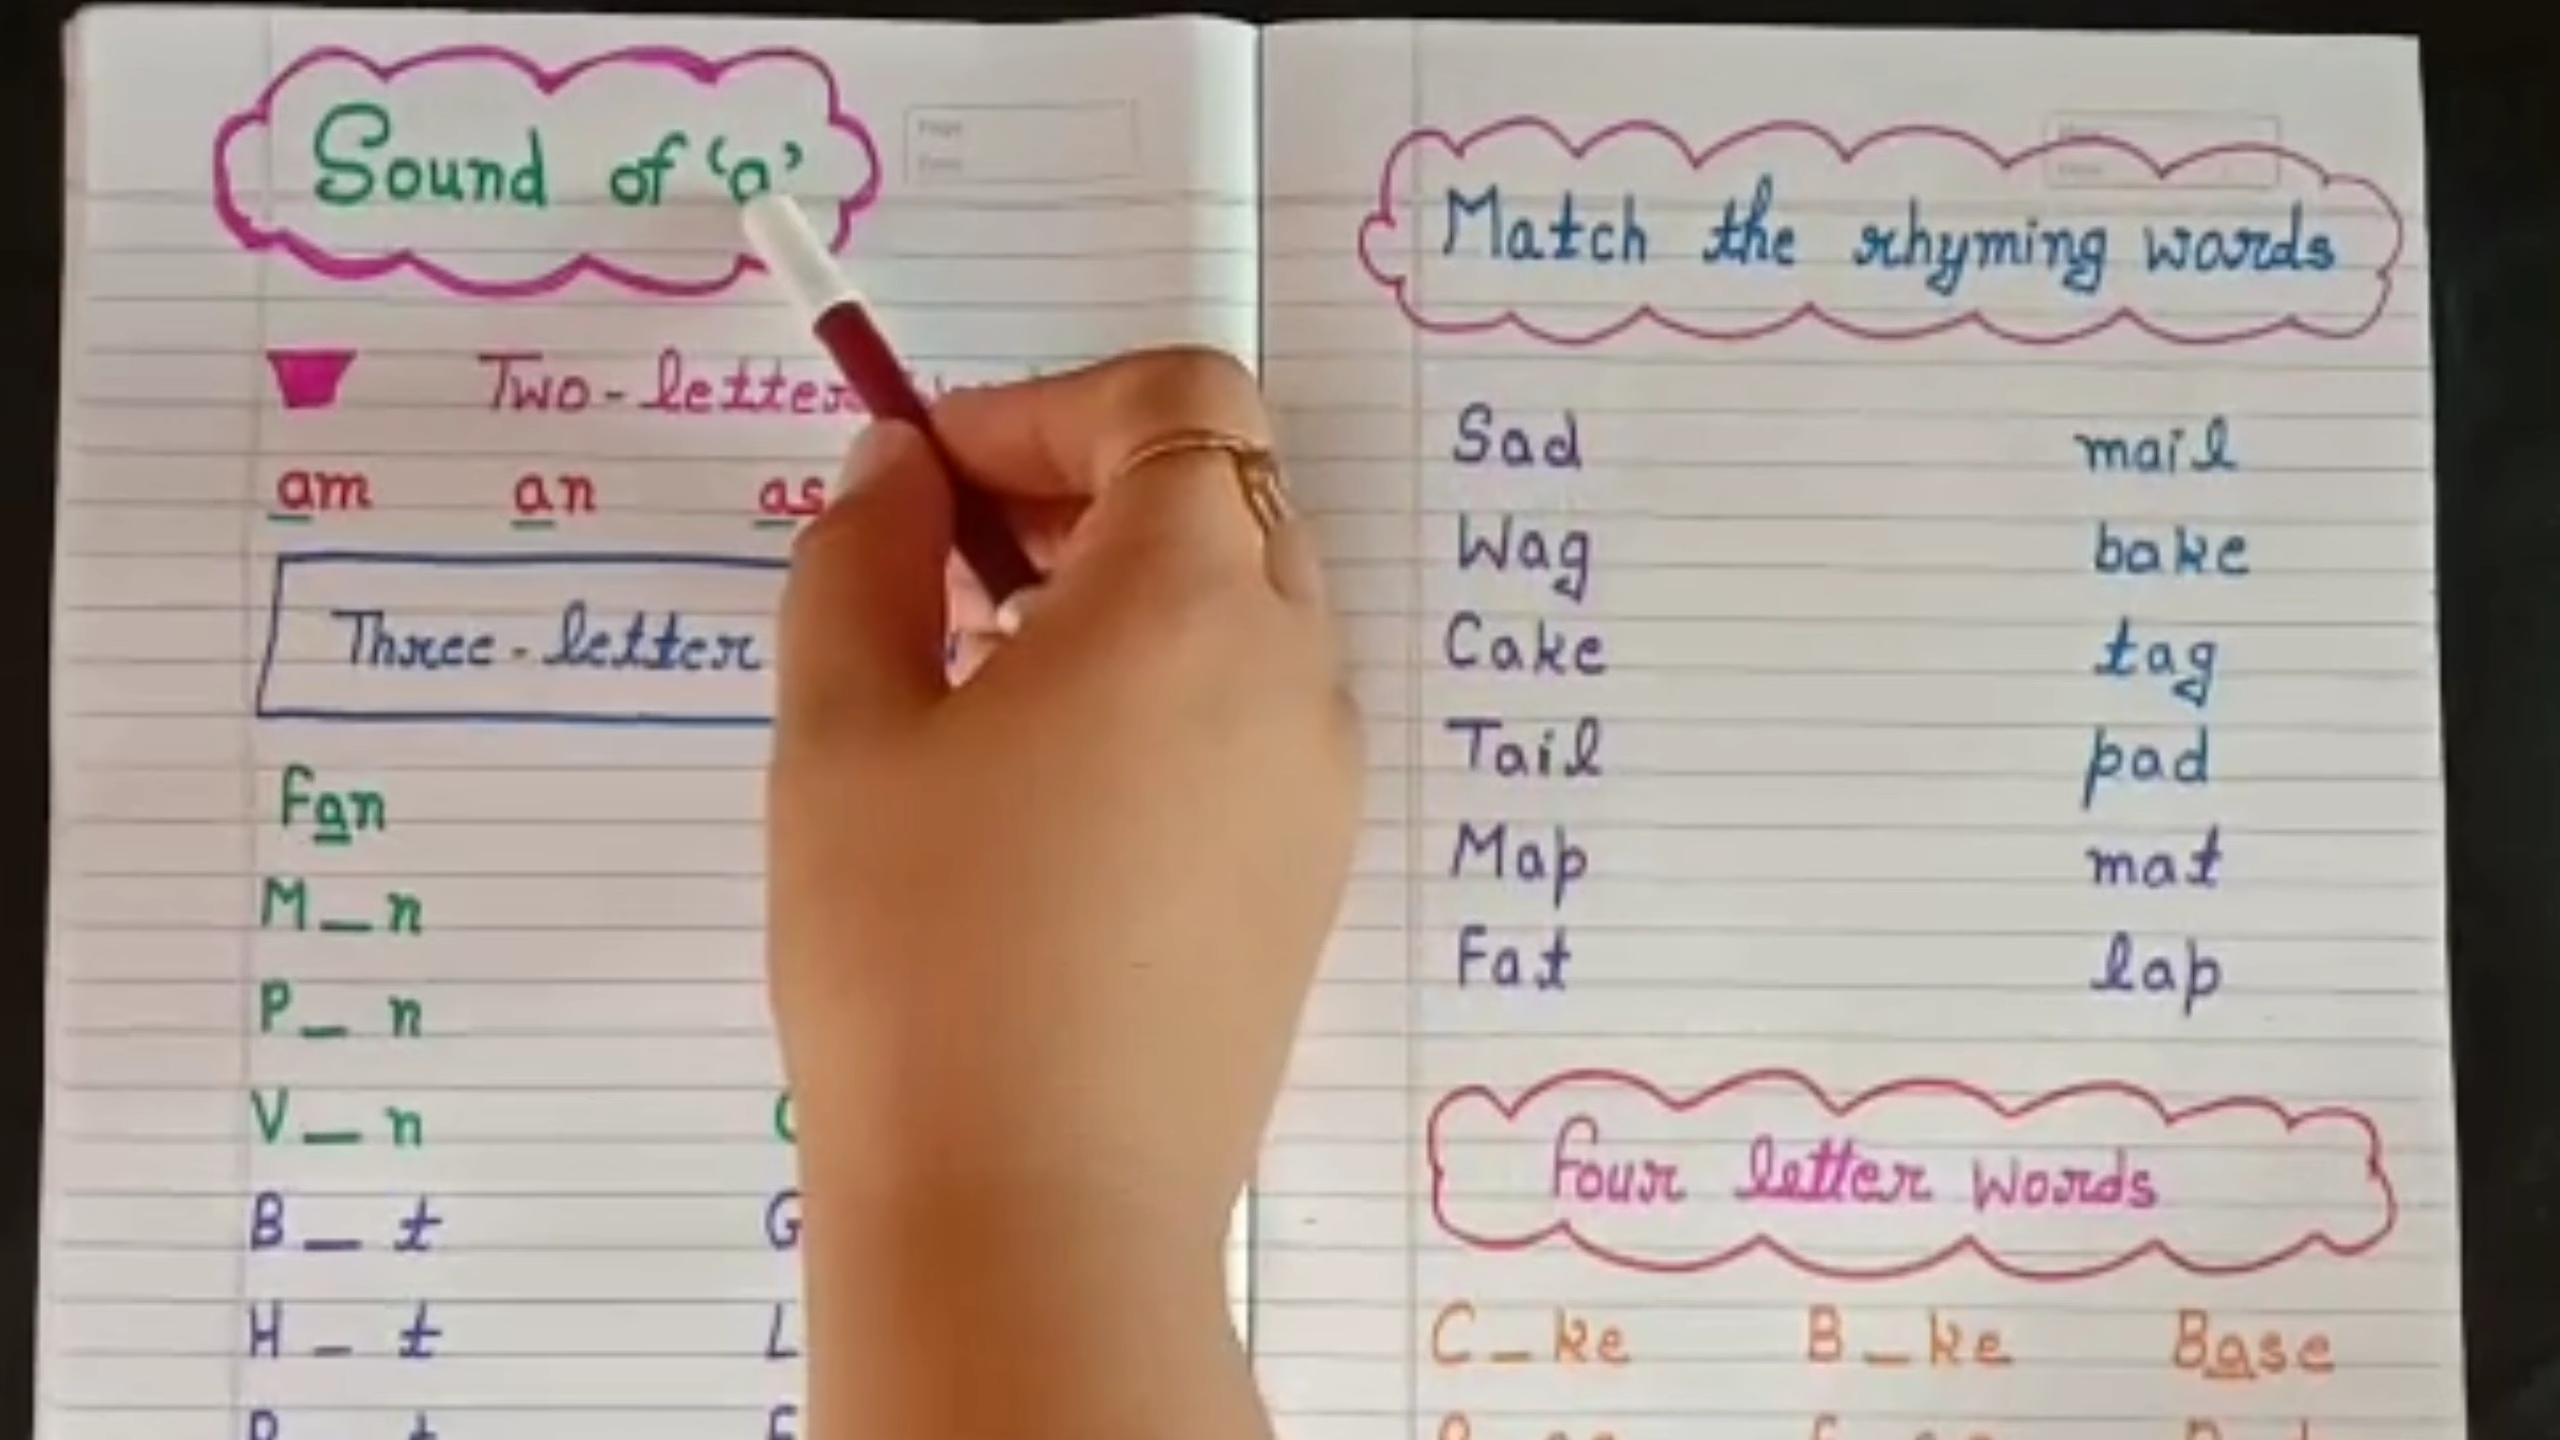 Sound of 'a'
Two-letter
am an as
Three-letter
Fan
M_n
P_n
V_n
B_t
H_t
Match the rhyming words
Sad mail
Wag bake
Cake tag
Tail pad
Map mat
Fat lap
Four letter words
C_ke B_ke Base